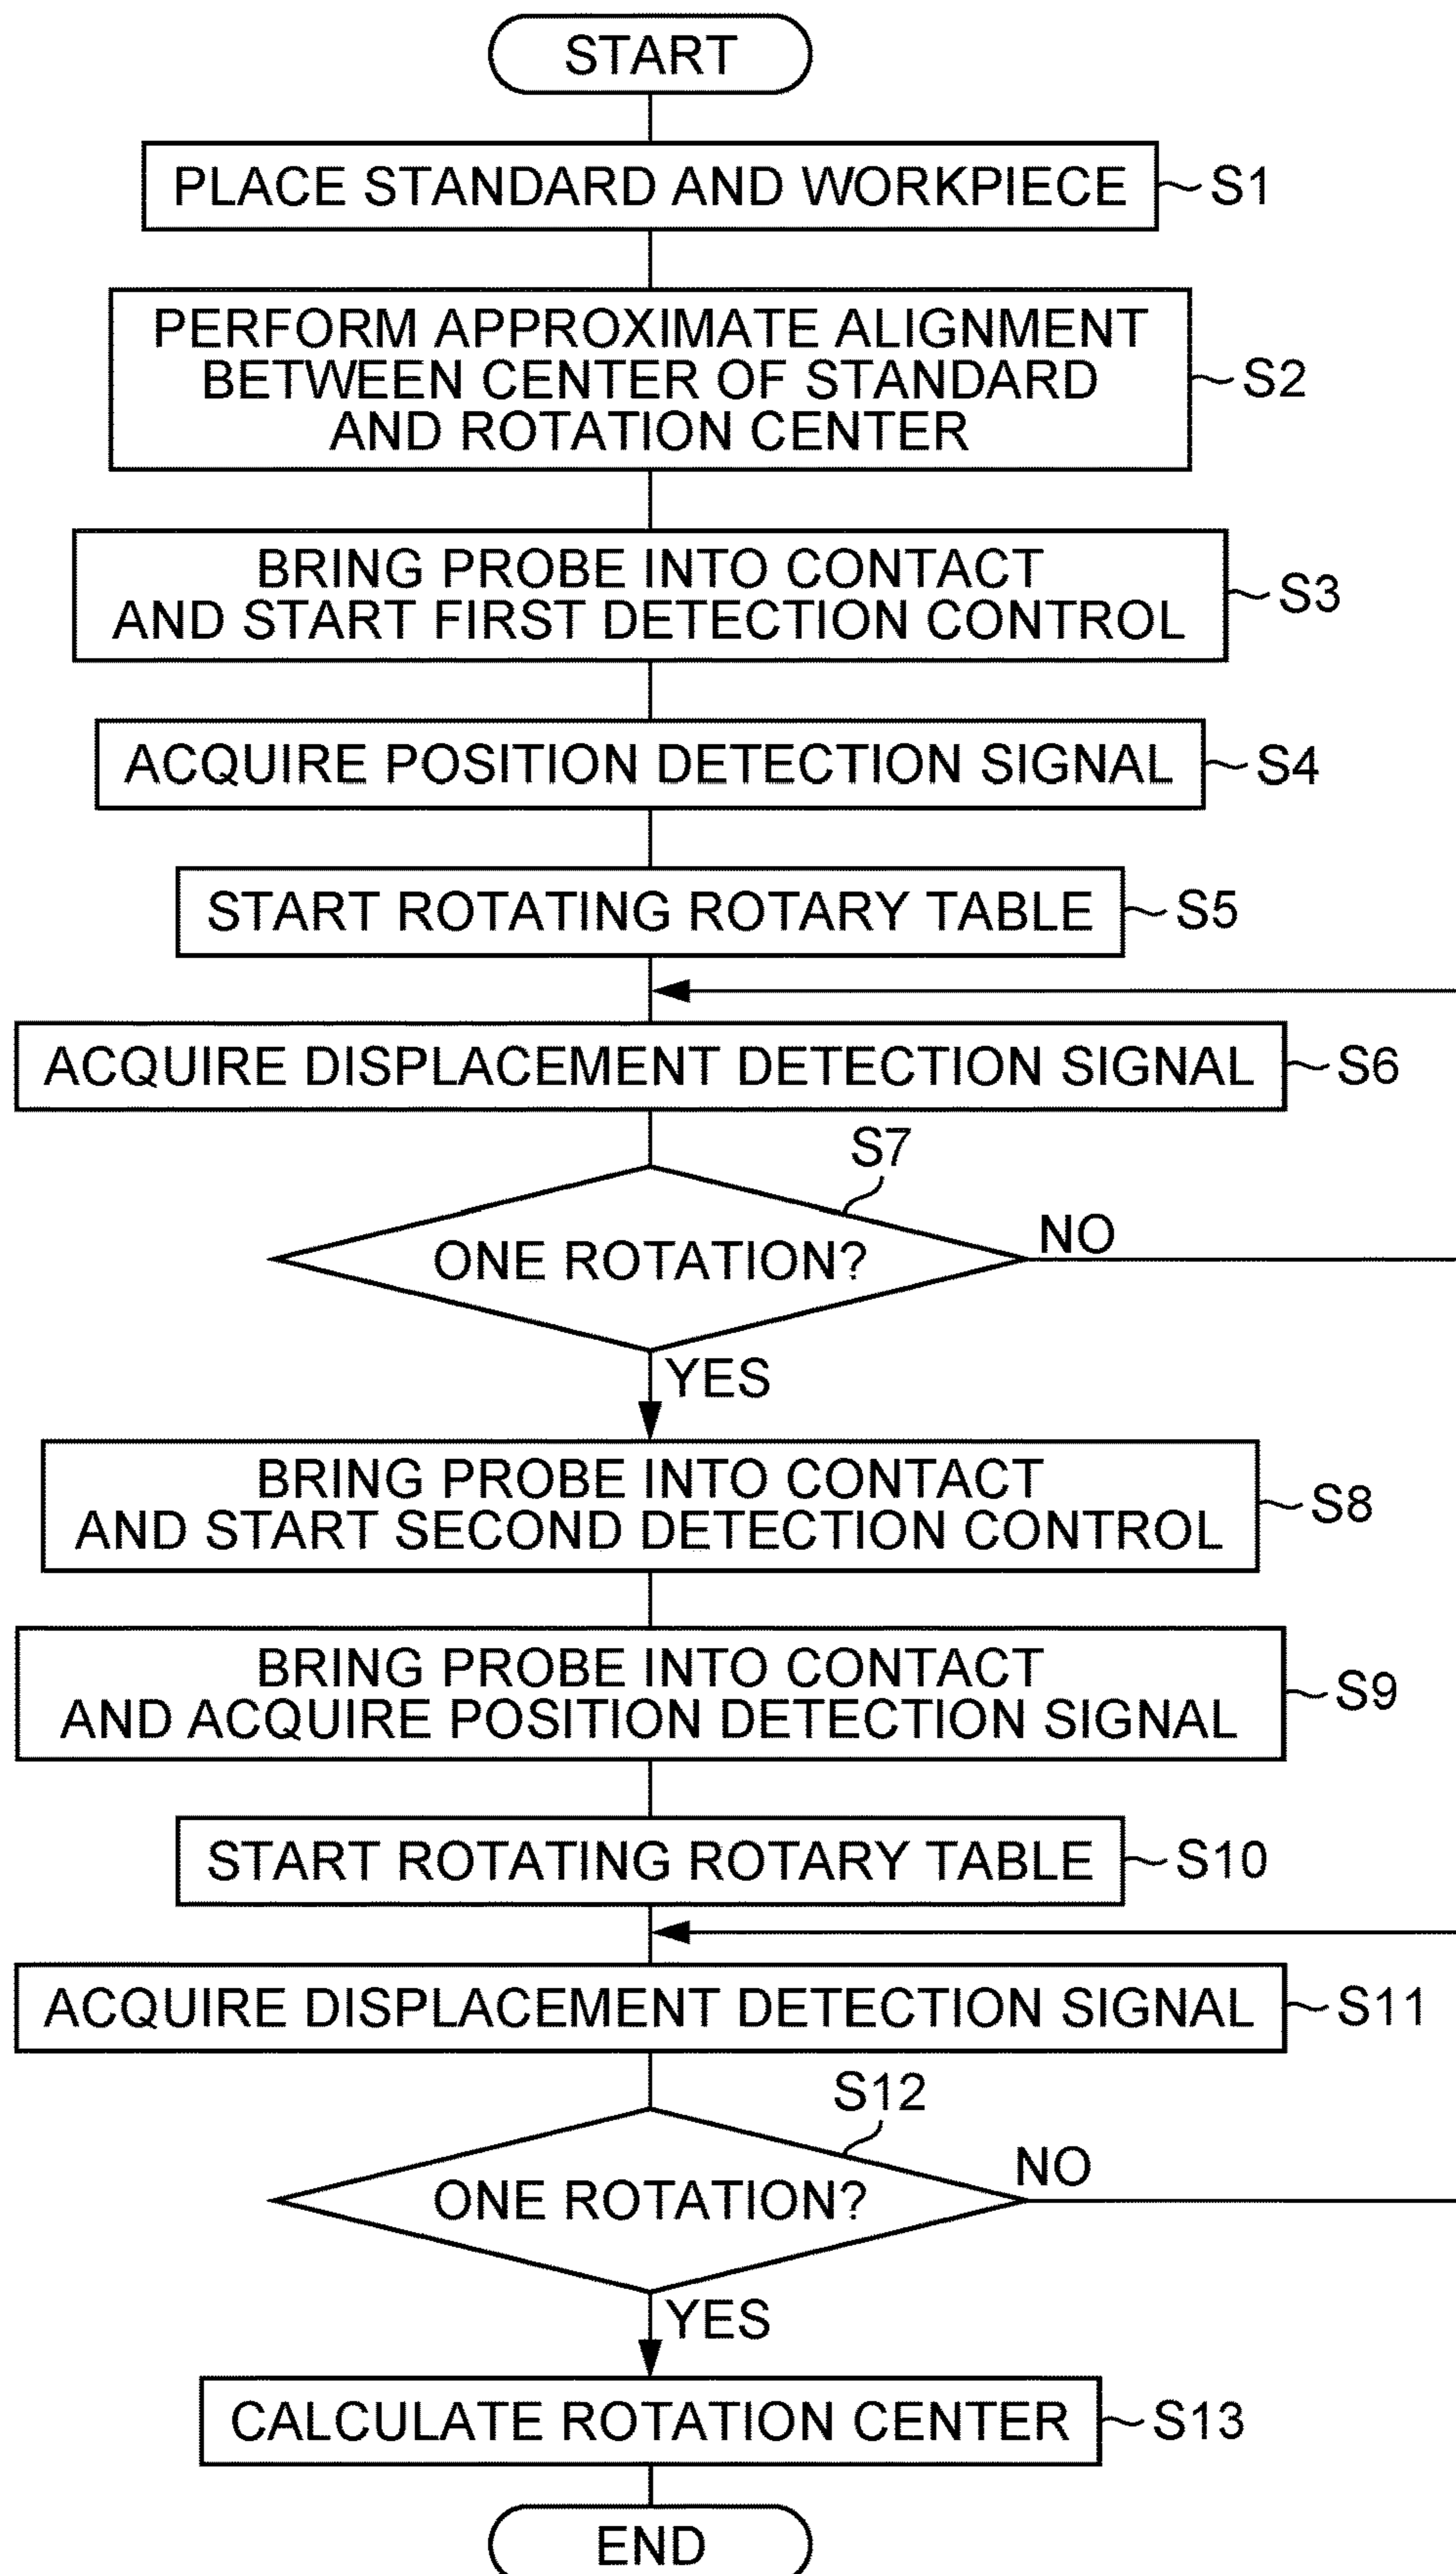 START
PLACE STANDARD AND WORKPIECE
S1
PERFORM APPROXIMATE ALIGNMENT
BETWEEN CENTER OF STANDARD
AND ROTATION CENTER
S2
BRING PROBE INTO CONTACT
AND START FIRST DETECTION CONTROL
S3
ACQUIRE POSITION DETECTION SIGNAL
S4
START ROTATING ROTARY TABLE
S5
ACQUIRE DISPLACEMENT DETECTION SIGNAL
S6
S7
ONE ROTATION?
NO
YES
BRING PROBE INTO CONTACT
AND START SECOND DETECTION CONTROL
S8
BRING PROBE INTO CONTACT
AND ACQUIRE POSITION DETECTION SIGNAL
S9
START ROTATING ROTARY TABLE
S10
ACQUIRE DISPLACEMENT DETECTION SIGNAL
S11
S12
ONE ROTATION?
NO
YES
CALCULATE ROTATION CENTER
S13
END